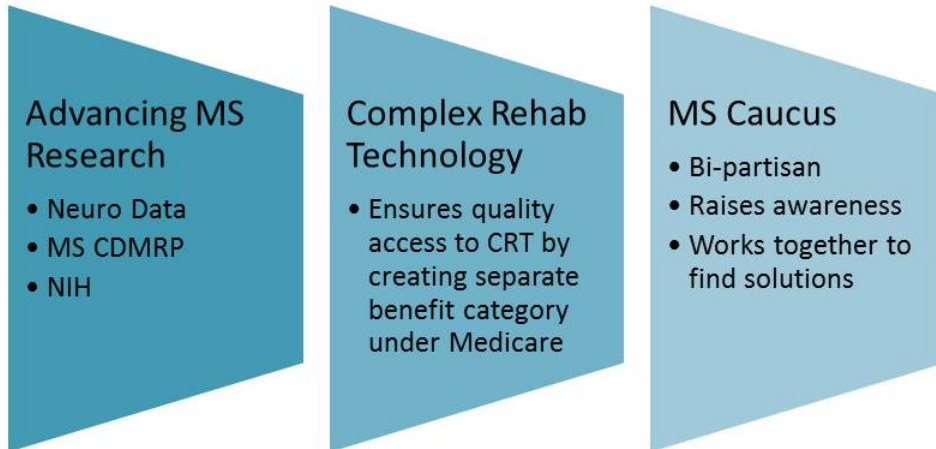 Advancing MS
Research
• Neuro Data
• MS CDMRP
• NIH
Complex Rehab
Technology
• Ensures quality
access to CRT by
creating separate
benefit category
under Medicare
MS Caucus
• Bi-partisan
• Raises awareness
• Works together to
find solutions